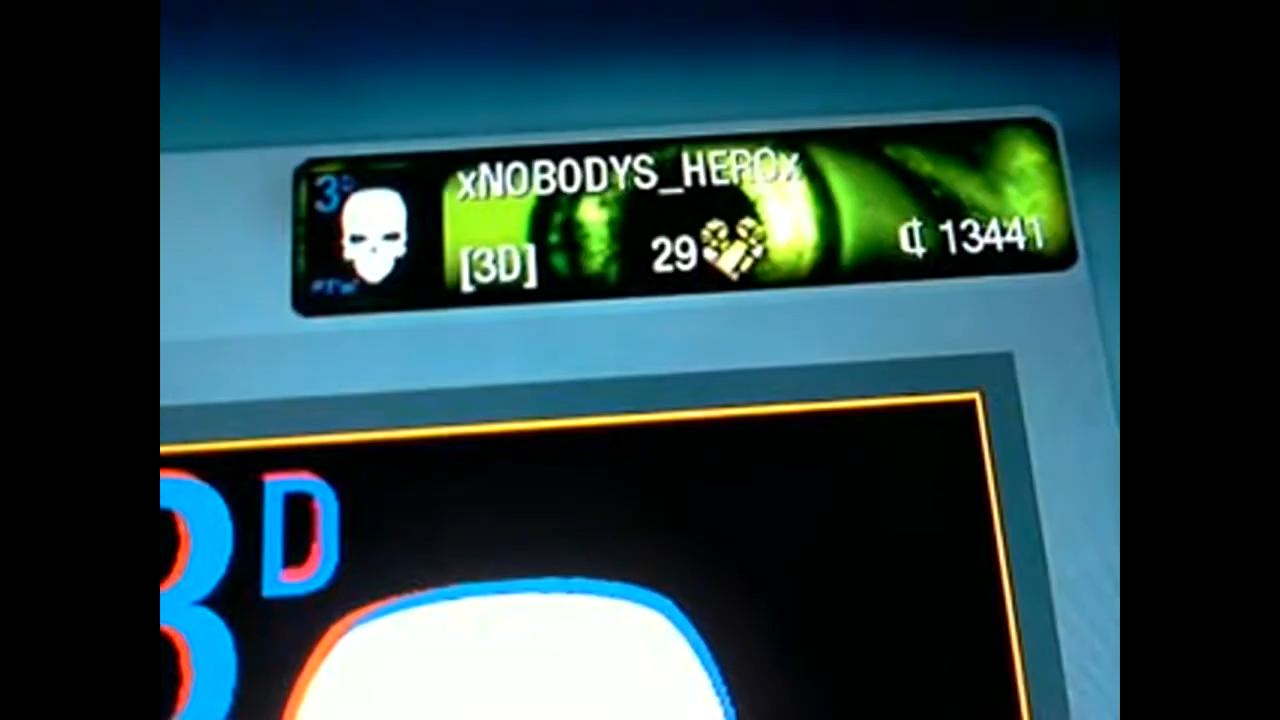 xNOBODYS_HEROx
[3D]
29
₵ 13441
3D